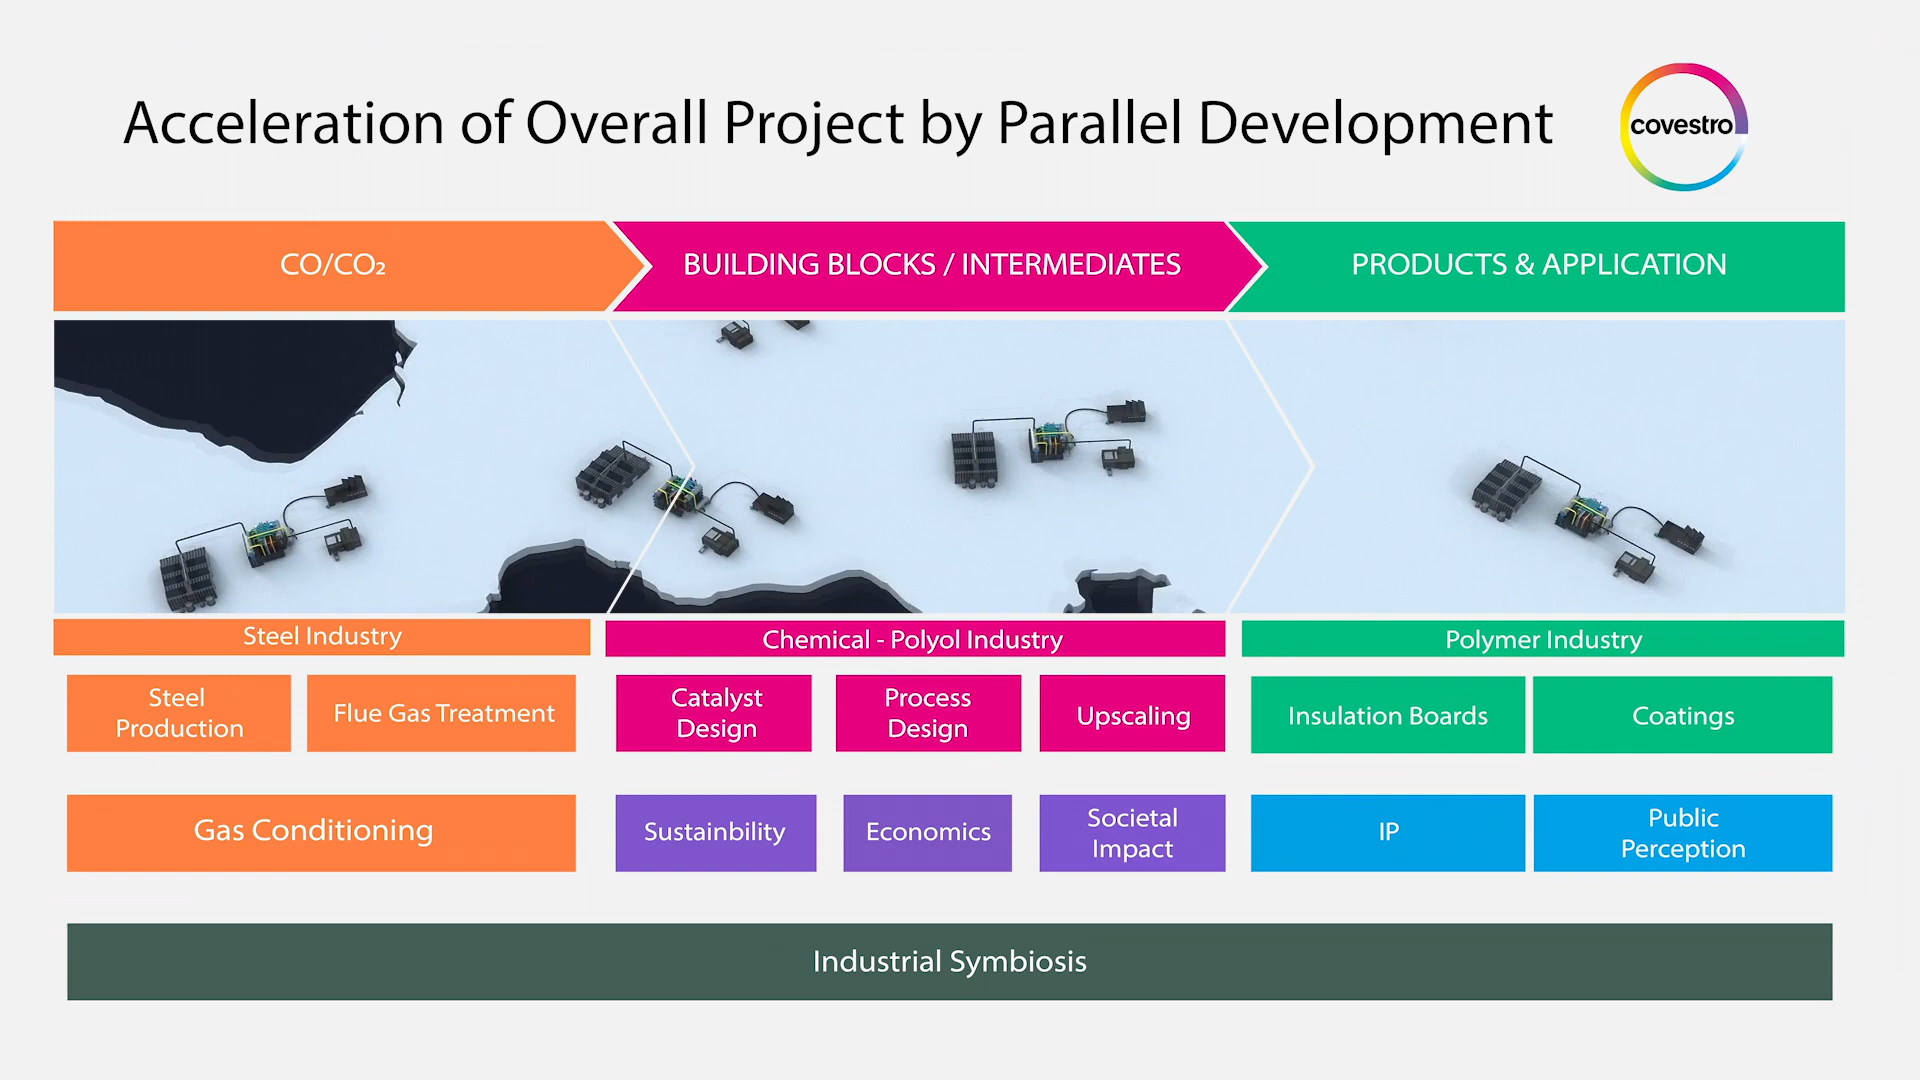 Acceleration of Overall Project by Parallel Development
covestro
CO/CO₂
BUILDING BLOCKS / INTERMEDIATES
PRODUCTS & APPLICATION
Steel Industry
Chemical - Polyol Industry
Polymer Industry
Steel
Production
Flue Gas Treatment
Catalyst
Design
Process
Design
Upscaling
Insulation Boards
Coatings
Gas Conditioning
Sustainbility
Economics
Societal
Impact
IP
Public
Perception
Industrial Symbiosis